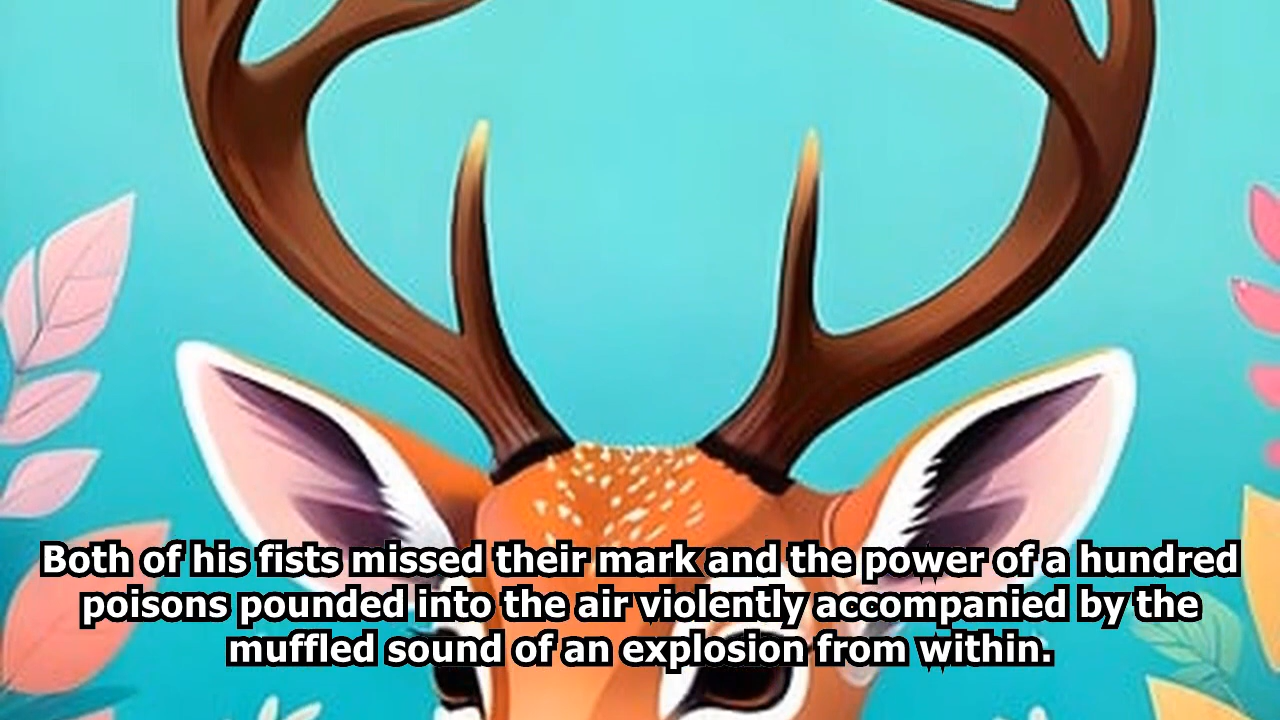 Both of his fists missed their mark and the power of a hundred
poisons pounded into the air violently accompanied by the
muffled sound of an explosion from within.